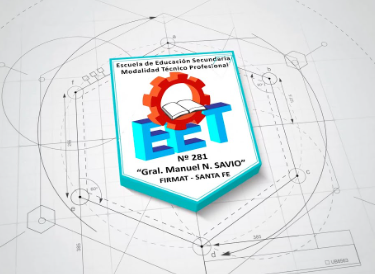 Escuela de Educación Secundaria
Modalidad Técnico Profesional
EET
Nº 281
"Gral. Manuel N. SAVIO"
FIRMAT - SANTA FE